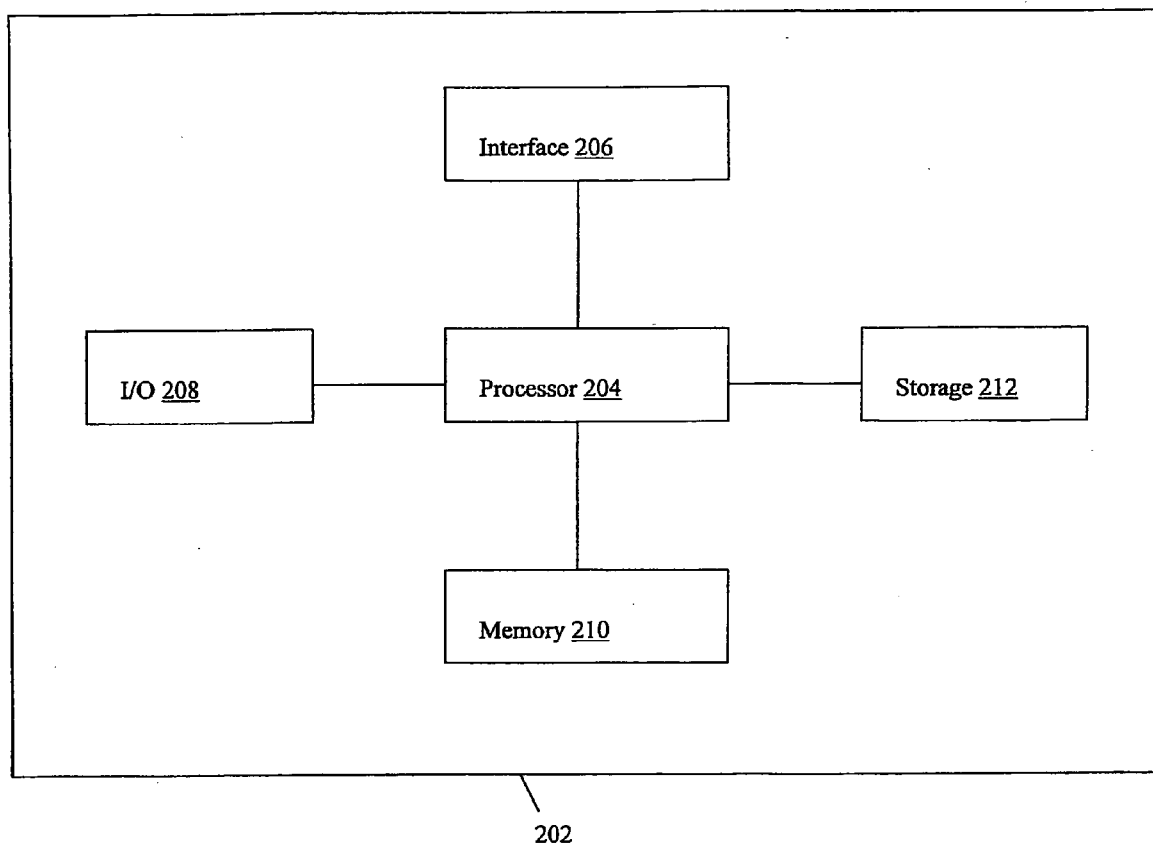 Interface 206
I/O 208
Processor 204
Storage 212
Memory 210
202